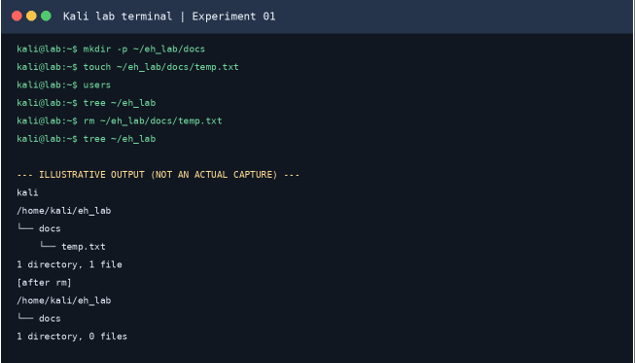 Kali lab terminal | Experiment 01
kali@lab:~$ mkdir -p ~/eh_lab/docs
kali@lab:~$ touch ~/eh_lab/docs/temp.txt
kali@lab:~$ users
kali@lab:~$ tree ~/eh_lab
kali@lab:~$ rm ~/eh_lab/docs/temp.txt
kali@lab:~$ tree ~/eh_lab
--- ILLUSTRATIVE OUTPUT (NOT AN ACTUAL CAPTURE) ---
kali
/home/kali/eh_lab
└── docs
    └── temp.txt
1 directory, 1 file
[after rm]
/home/kali/eh_lab
└── docs
1 directory, 0 files